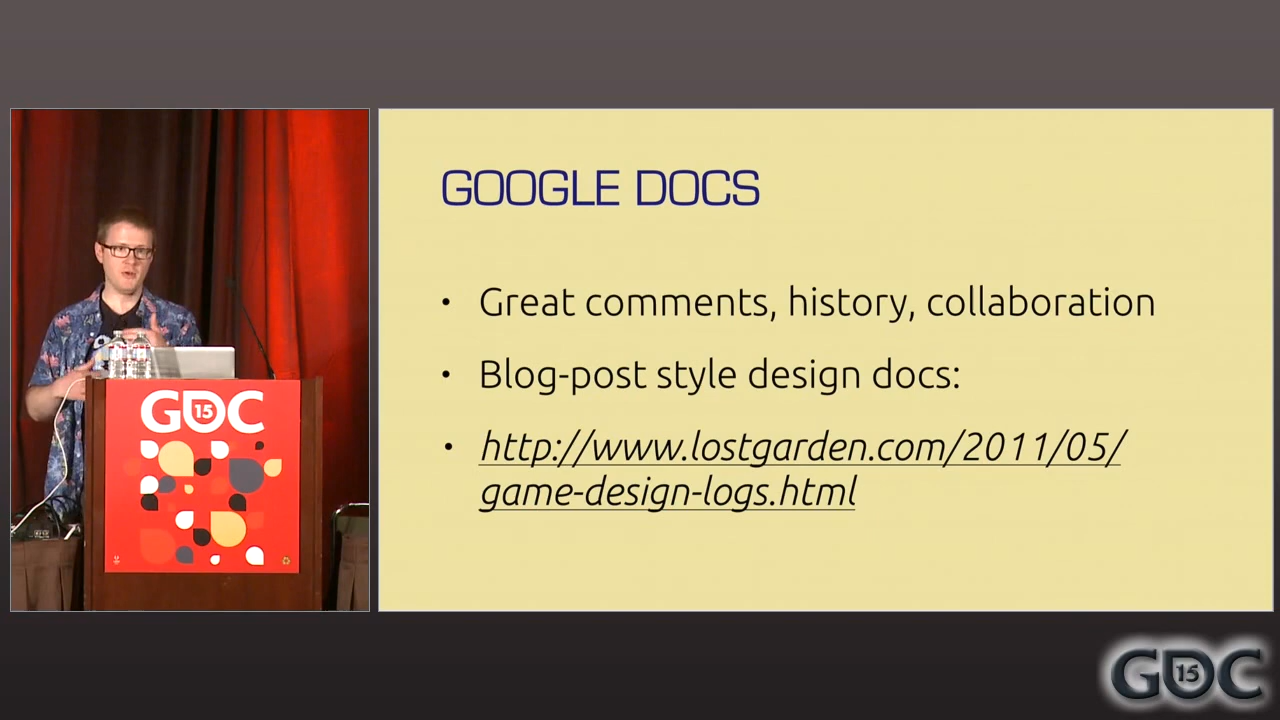 GOOGLE DOCS
• Great comments, history, collaboration
• Blog-post style design docs:
• http://www.lostgarden.com/2011/05/
game-design-logs.html
GDC 15
GDC 15